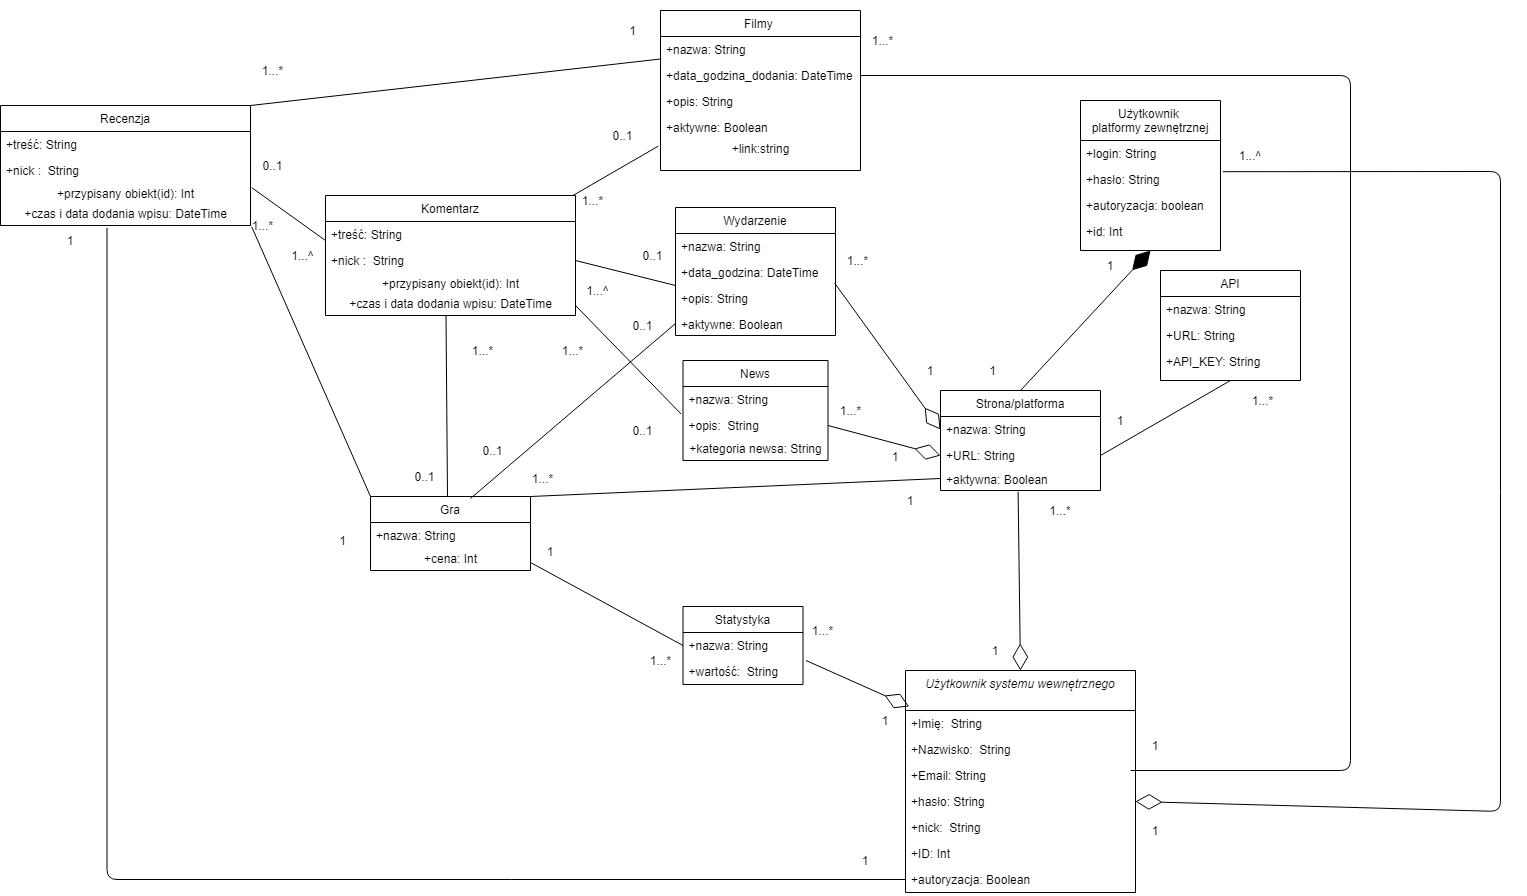 Filmy
+nazwa: String
+data_godzina_dodania: DateTime
+opis: String
+aktywne: Boolean
+link:string
1
1...*
1...*
0..1
1...*
Recenzja
+treść: String
+nick :  String
+przypisany obiekt(id): Int
+czas i data dodania wpisu: DateTime
0..1
1...*
1
1...^
Komentarz
+treść: String
+nick :  String
+przypisany obiekt(id): Int
+czas i data dodania wpisu: DateTime
1...^
1...*
1...*
Wydarzenie
+nazwa: String
+data_godzina: DateTime
+opis: String
+aktywne: Boolean
0..1
0..1
1...*
Użytkownik
platformy zewnętrznej
+login: String
+hasło: String
+autoryzacja: boolean
+id: Int
1...^
1
API
+nazwa: String
+URL: String
+API_KEY: String
1...*
News
+nazwa: String
+opis:  String
+kategoria newsa: String
0..1
1...*
Strona/platforma
+nazwa: String
+URL: String
+aktywna: Boolean
1
1
1
1
1
1...*
Gra
+nazwa: String
+cena: Int
0..1
0..1
1...*
1
1
Statystyka
+nazwa: String
+wartość:  String
1...*
1...*
Użytkownik systemu wewnętrznego
+Imię:  String
+Nazwisko:  String
+Email: String
+hasło: String
+nick:  String
+ID: Int
+autoryzacja: Boolean
1
1
1
1
1